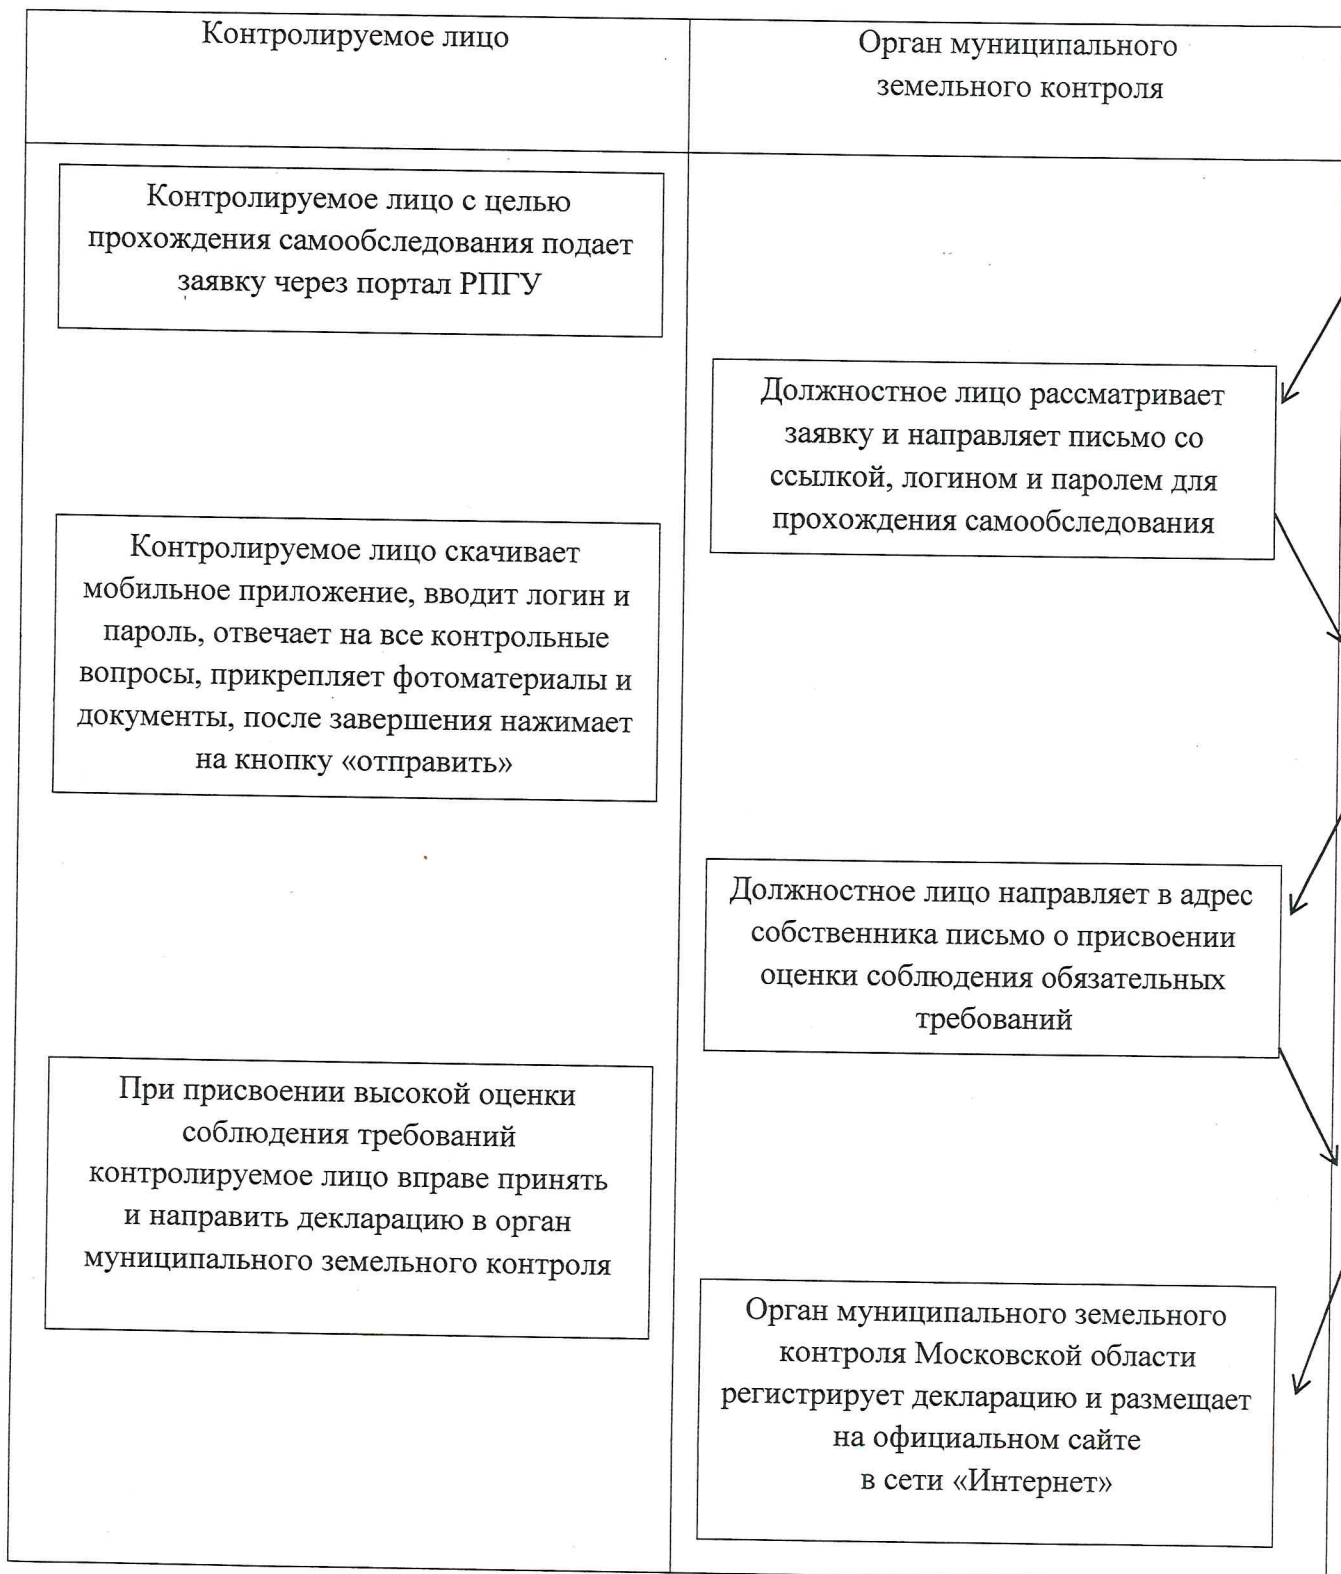 Контролируемое лицо
Орган муниципального
земельного контроля
Контролируемое лицо с целью
прохождения самообследования подает
заявку через портал РПГУ
Должностное лицо рассматривает
заявку и направляет письмо со
ссылкой, логином и паролем для
прохождения самообследования
Контролируемое лицо скачивает
мобильное приложение, вводит логин и
пароль, отвечает на все контрольные
вопросы, прикрепляет фотоматериалы и
документы, после завершения нажимает
на кнопку «отправить»
Должностное лицо направляет в адрес
собственника письмо о присвоении
оценки соблюдения обязательных
требований
При присвоении высокой оценки
соблюдения требований
контролируемое лицо вправе принять
и направить декларацию в орган
муниципального земельного контроля
Орган муниципального земельного
контроля Московской области
регистрирует декларацию и размещает
на официальном сайте
в сети «Интернет»